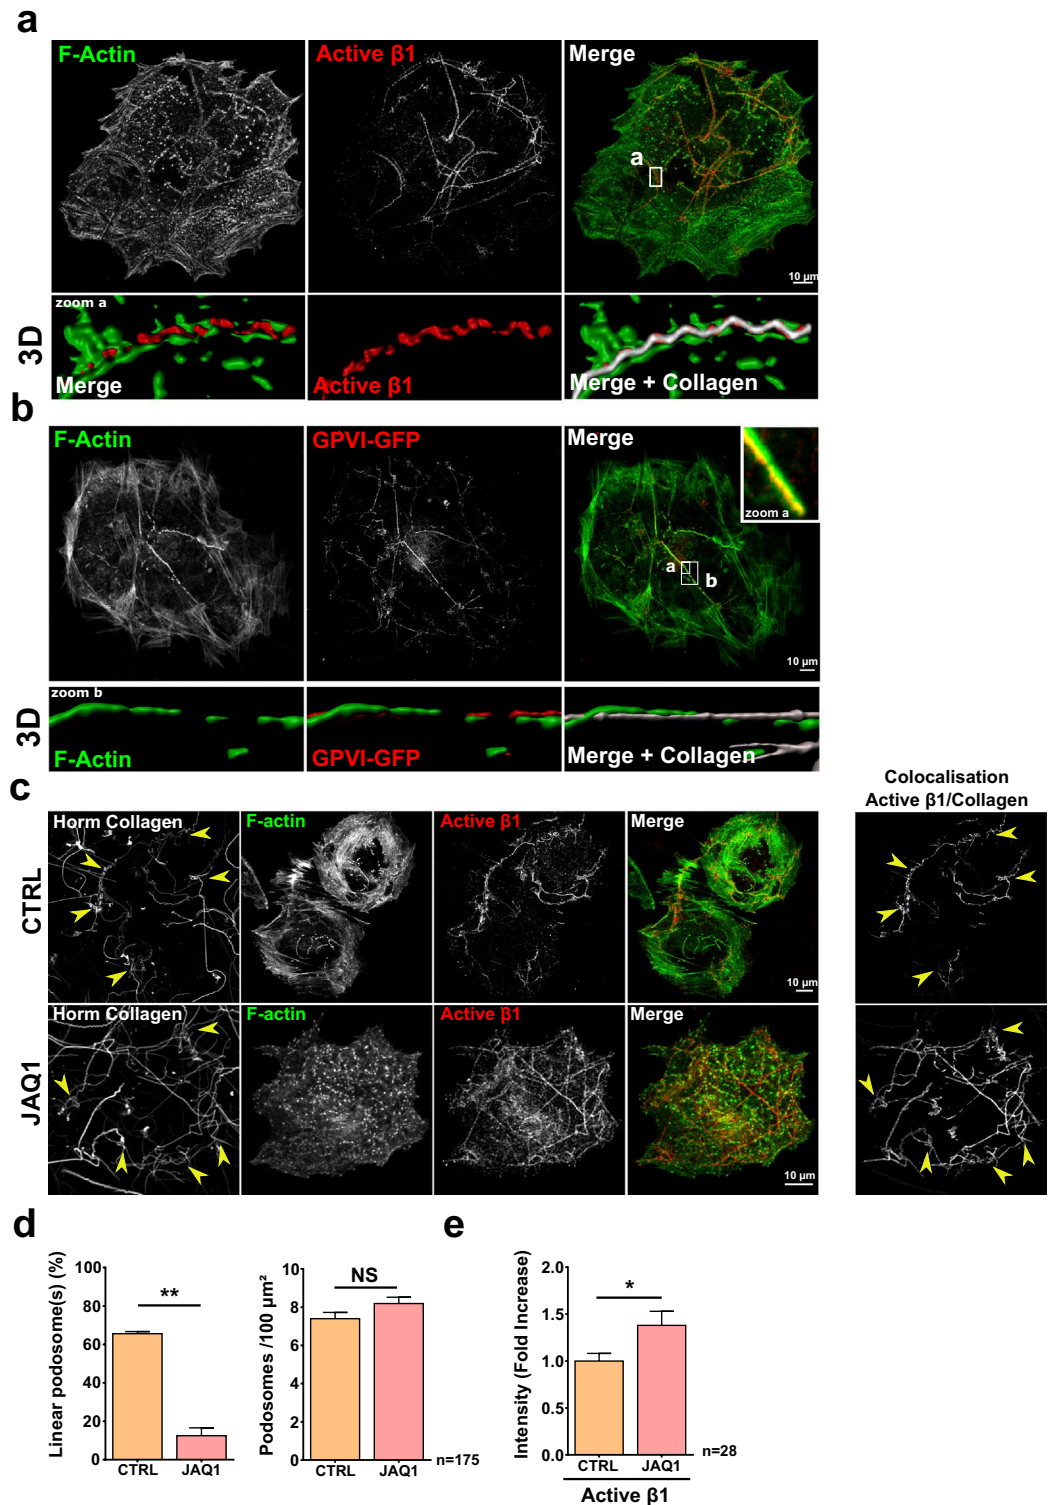 a
F-Actin
Active β1
Merge
a
10 µm
3D
zoom a
Merge
Active β1
Merge + Collagen
b
F-Actin
GPVI-GFP
Merge
zoom a
a
b
10 µm
3D
zoom b
F-Actin
GPVI-GFP
Merge + Collagen
c
Colocalisation
Active β1/Collagen
CTRL
Horm Collagen
F-actin
Active β1
Merge
10 µm
JAQ1
Horm Collagen
F-actin
Active β1
Merge
10 µm
d
Linear podosome(s) (%)
100
80
60
40
20
0
**
CTRL
JAQ1
Podosomes /100 µm²
10
8
6
4
2
0
NS
CTRL
JAQ1
n=175
e
Intensity (Fold Increase)
2.0
1.5
1.0
0.5
0.0
*
CTRL
JAQ1
n=28
Active β1